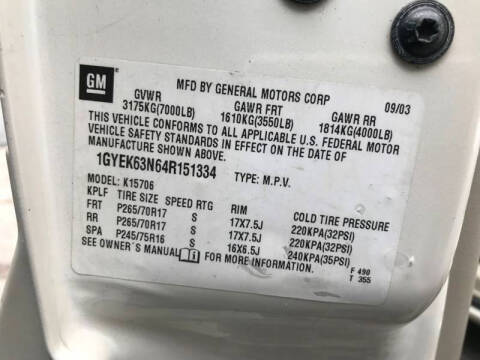 GM
MFD BY GENERAL MOTORS CORP 09/03
GVWR GAWR FRT GAWR RR
3175KG(7000LB) 1610KG(3550LB) 1814KG(4000LB)
THIS VEHICLE CONFORMS TO ALL APPLICABLE U.S. FEDERAL MOTOR
VEHICLE SAFETY STANDARDS IN EFFECT ON THE DATE OF
MANUFACTURE SHOWN ABOVE.
1GYEK63N64R151334 TYPE: M.P.V.
MODEL: K15706
KPLF TIRE SIZE SPEED RTG RIM COLD TIRE PRESSURE
FRT P265/70R17 S 17X7.5J 220KPA(32PSI)
RR P265/70R17 S 17X7.5J 220KPA(32PSI)
SPA P245/75R16 S 16X6.5J 240KPA(35PSI)
SEE OWNER'S MANUAL FOR MORE INFORMATION.
F 490
T 355